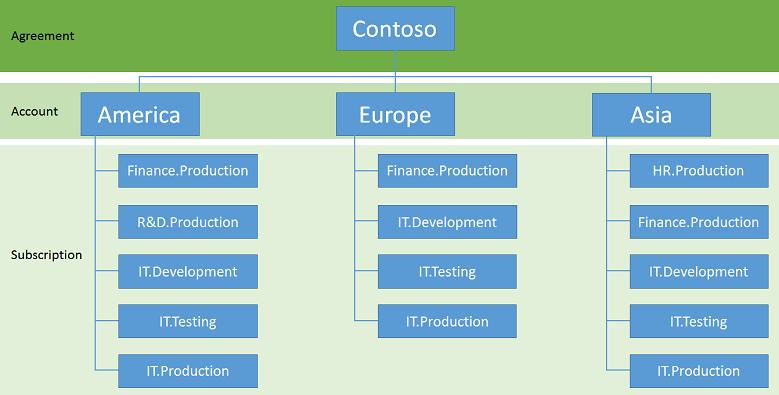 Agreement
Contoso
Account
America
Europe
Asia
Subscription
Finance.Production
R&D.Production
IT.Development
IT.Testing
IT.Production
Finance.Production
IT.Development
IT.Testing
IT.Production
HR.Production
Finance.Production
IT.Development
IT.Testing
IT.Production